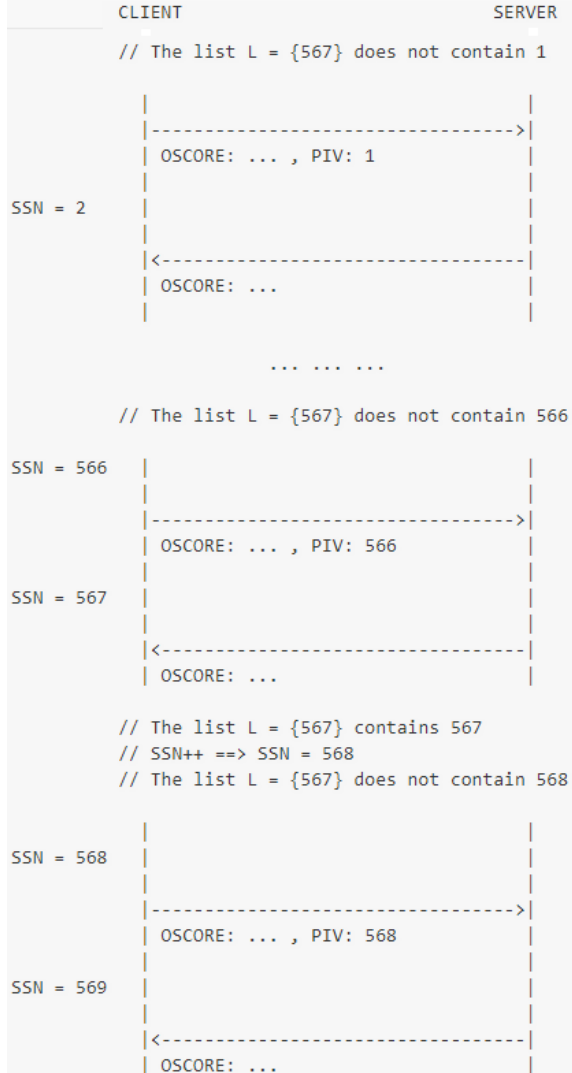 CLIENT SERVER
// The list L = {567} does not contain 1
| |
|---------------------------------->|
| OSCORE: ... , PIV: 1 |
| |
SSN = 2 | |
| |
|<----------------------------------|
| OSCORE: ... |
| |
... ... ...
// The list L = {567} does not contain 566
SSN = 566 | |
| |
|---------------------------------->|
| OSCORE: ... , PIV: 566 |
| |
SSN = 567 | |
| |
|<----------------------------------|
| OSCORE: ... |
// The list L = {567} contains 567
// SSN++ ==> SSN = 568
// The list L = {567} does not contain 568
| |
SSN = 568 | |
| |
|---------------------------------->|
| OSCORE: ... , PIV: 568 |
| |
SSN = 569 | |
| |
|<----------------------------------|
| OSCORE: ... |